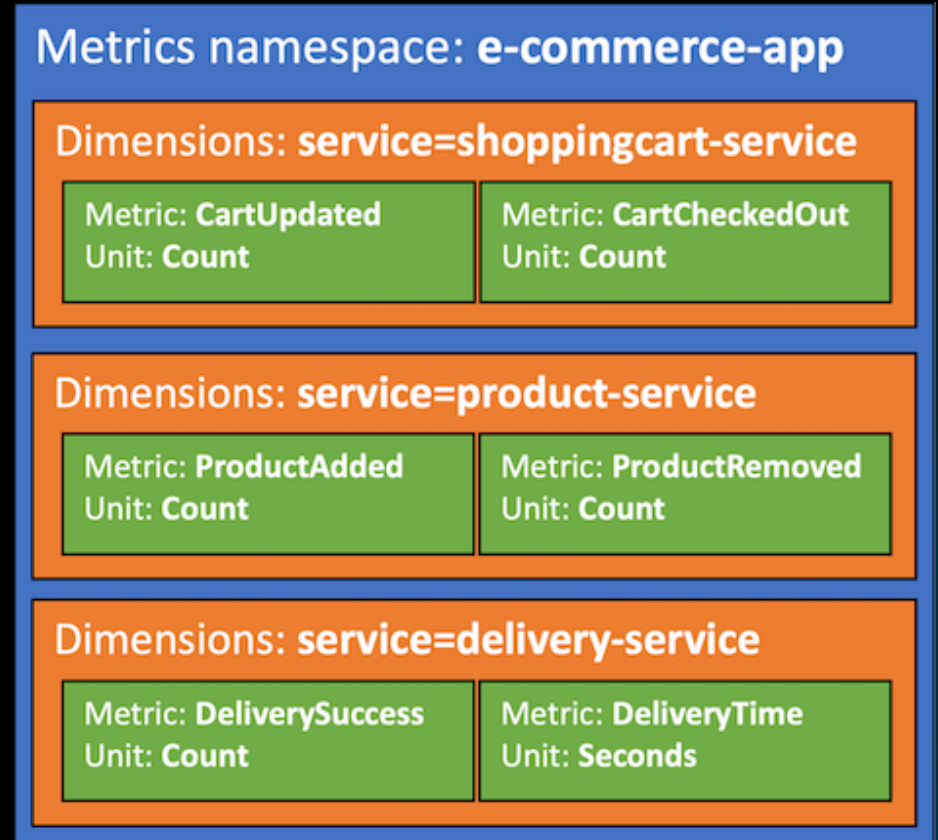 Metrics namespace: e-commerce-app
Dimensions: service=shoppingcart-service
Metric: CartUpdated
Unit: Count
Metric: CartCheckedOut
Unit: Count
Dimensions: service=product-service
Metric: ProductAdded
Unit: Count
Metric: ProductRemoved
Unit: Count
Dimensions: service=delivery-service
Metric: DeliverySuccess
Unit: Count
Metric: DeliveryTime
Unit: Seconds